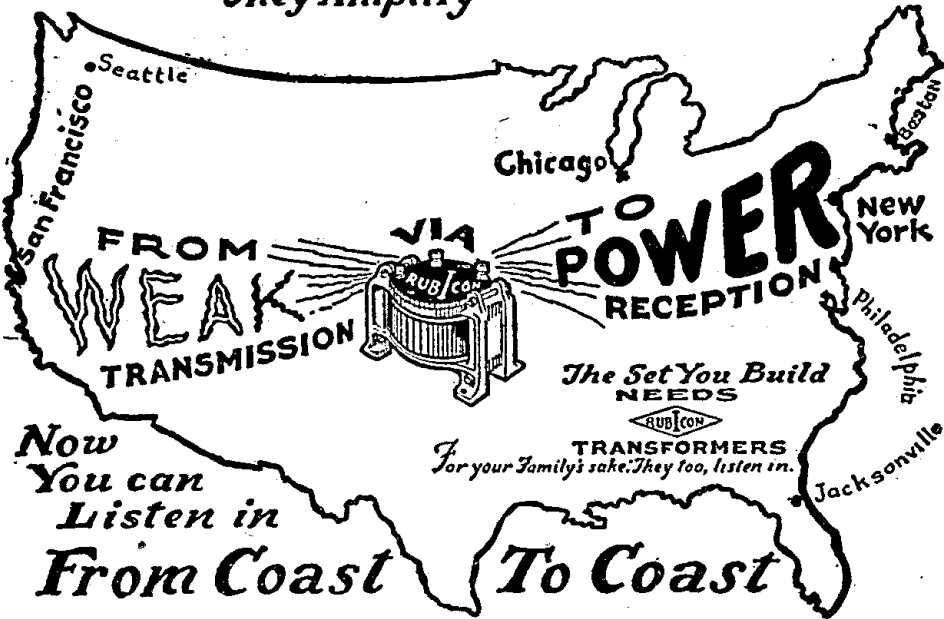 They Amplify
Seattle
San Francisco
Boston
Chicago
New
York
Philadelphia
Jacksonville
FROM
WEAK
TRANSMISSION
VIA
RUBICON
TO
POWER
RECEPTION
The Set You Build
NEEDS
RUBICON
TRANSFORMERS
For your Family's sake: They too, listen in.
Now
You can
Listen in
From Coast To Coast